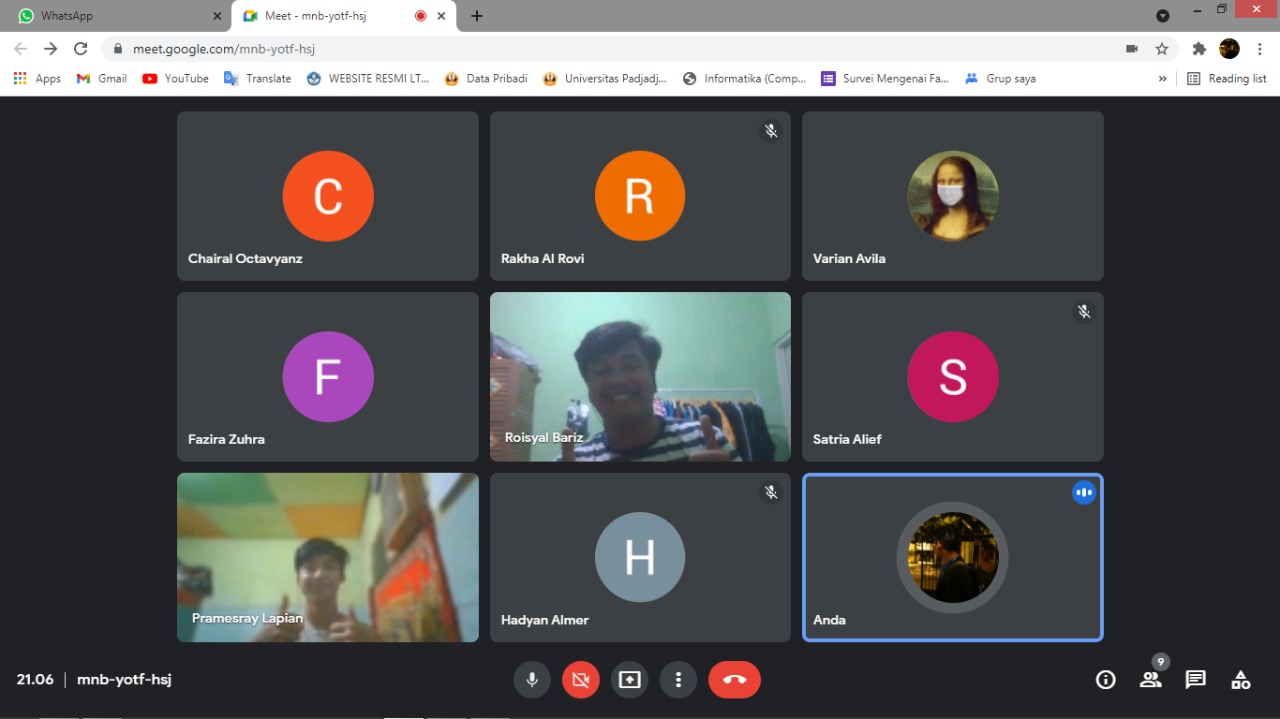 WhatsApp
Meet - mnb-yotf-hsj
meet.google.com/mnb-yotf-hsj
Apps
Gmail
YouTube
Translate
WEBSITE RESMI LT...
Data Pribadi
Universitas Padjadj...
Informatika (Comp...
Survei Mengenai Fa...
Grup saya
»
Reading list
C
Chairal Octavyanz
R
Rakha Al Rovi
Varian Avila
F
Fazira Zuhra
Roisyal Bariz
S
Satria Alief
Pramesray Lapian
H
Hadyan Almer
Anda
21.06 | mnb-yotf-hsj
9